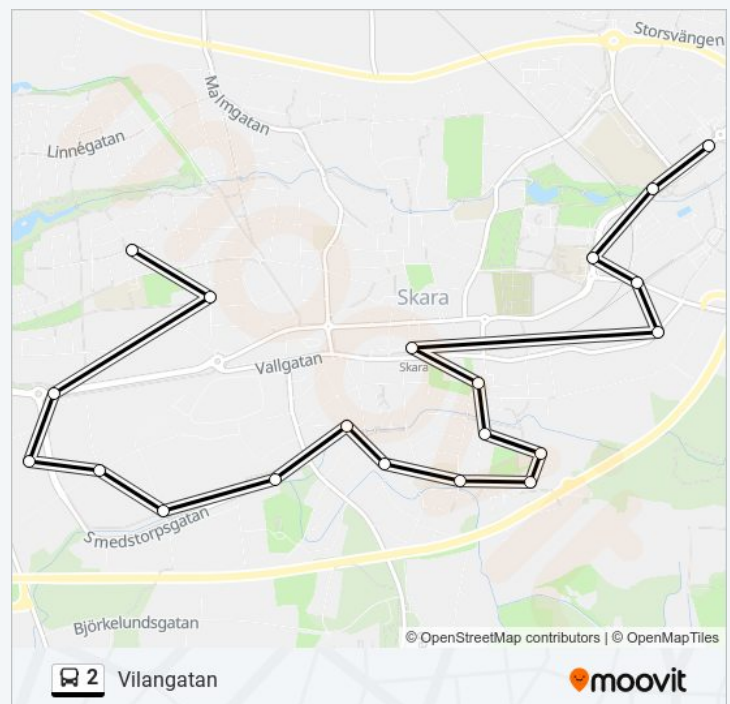 Storsvängen
Malmgatan
Linnégatan
Skara
Vallgatan
Skara
Smedstorpsgatan
Björkelundsgatan
© OpenStreetMap contributors | © OpenMapTiles
2 Vilangatan
moovit